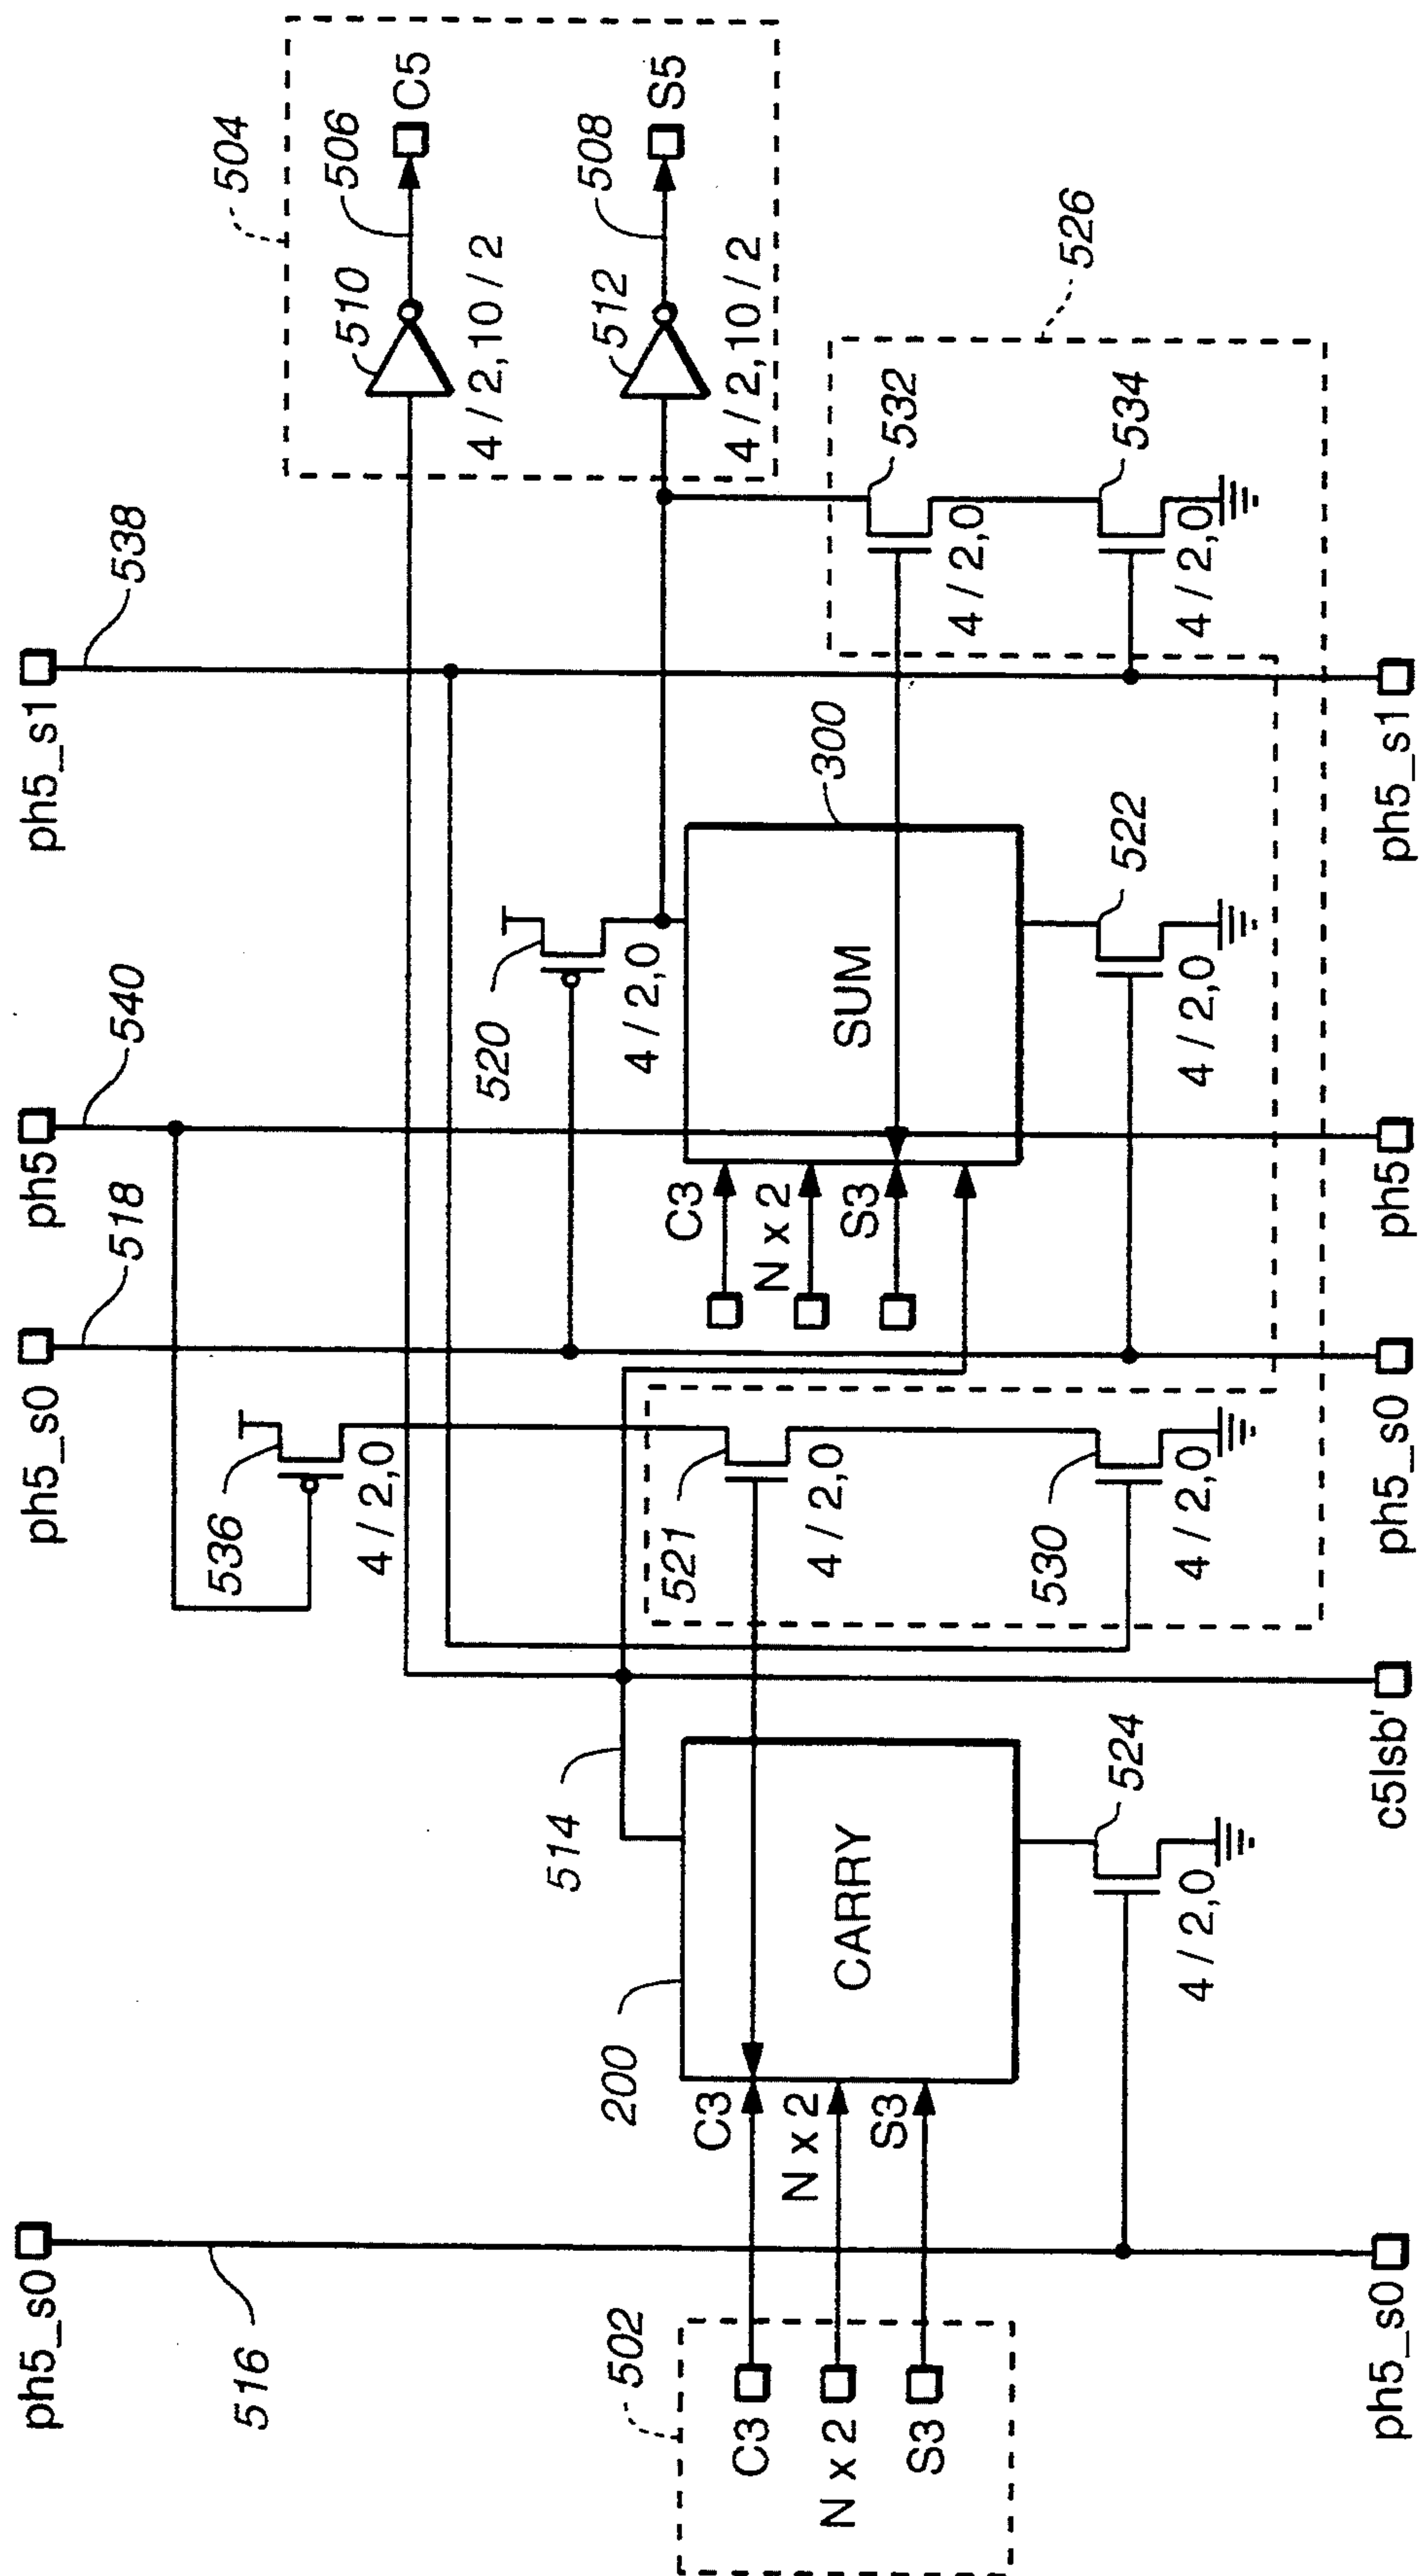 ph5_s0
516
ph5_s0
518
ph5
540
ph5_s1
538
504
C5
506
510
4 / 2,10 / 2
S5
508
512
4 / 2,10 / 2
536
4 / 2,0
520
4 / 2,0
526
532
4 / 2,0
534
4 / 2,0
502
C3
N x 2
S3
200
514
C3
N x 2
S3
CARRY
524
4 / 2,0
521
4 / 2,0
530
4 / 2,0
C3
N x 2
S3
SUM
300
522
4 / 2,0
ph5_s0
c5lsb'
ph5_s0
ph5
ph5_s1